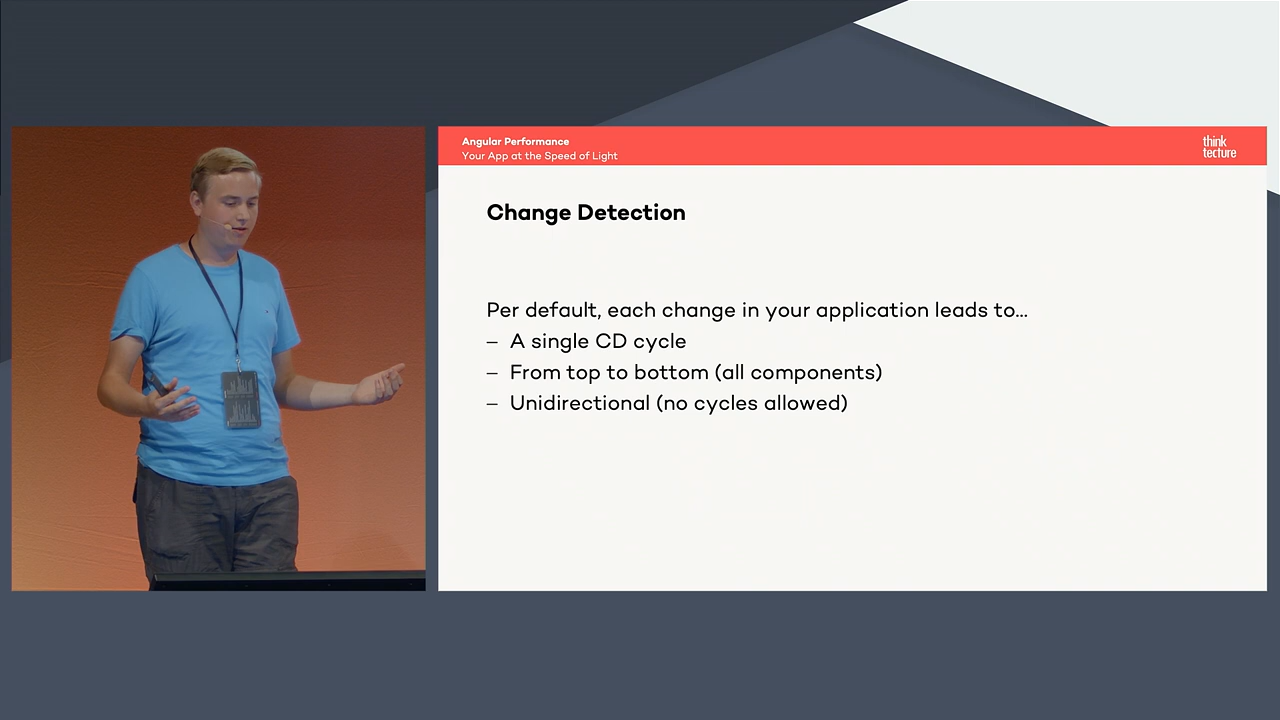 Angular Performance
Your App at the Speed of Light
think
tecture
Change Detection
Per default, each change in your application leads to...
– A single CD cycle
– From top to bottom (all components)
– Unidirectional (no cycles allowed)